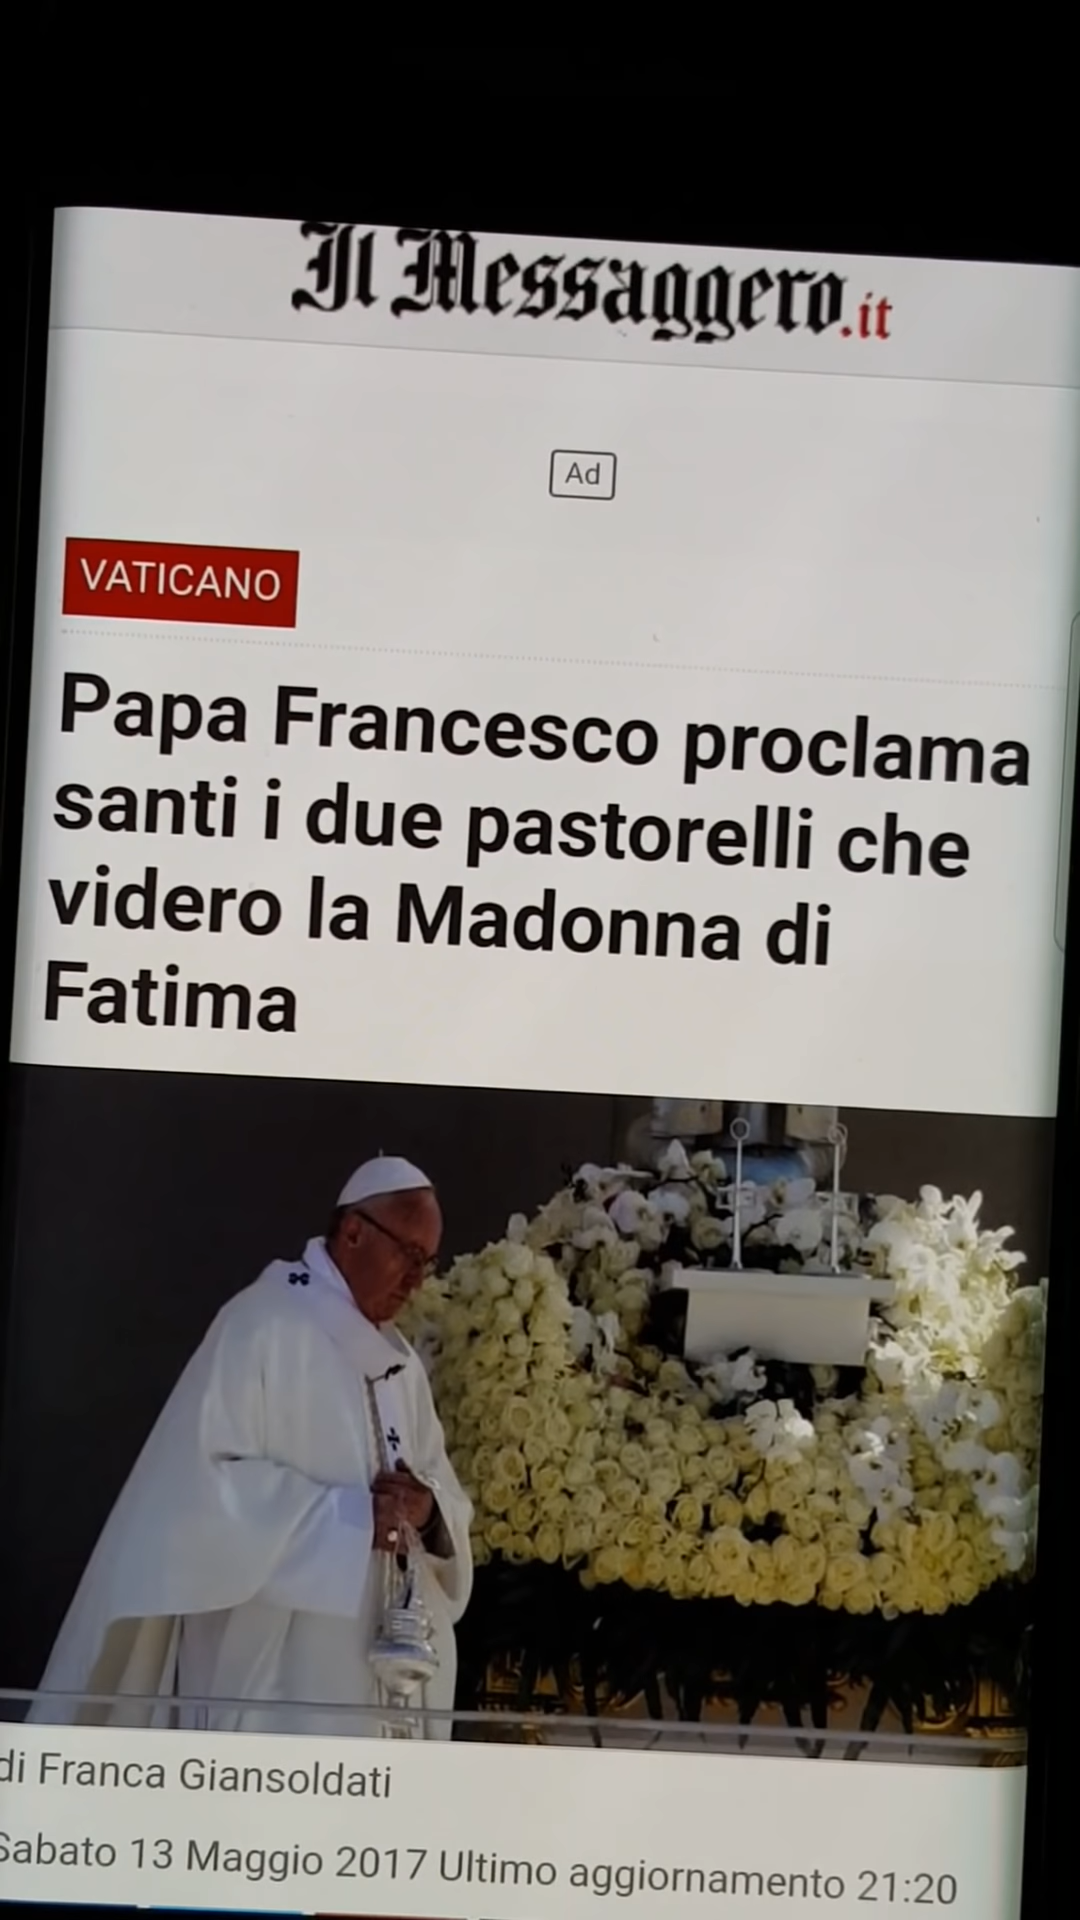 Il Messaggero.it
Ad
VATICANO
Papa Francesco proclama
santi i due pastorelli che
videro la Madonna di
Fatima
di Franca Giansoldati
Sabato 13 Maggio 2017 Ultimo aggiornamento 21:20